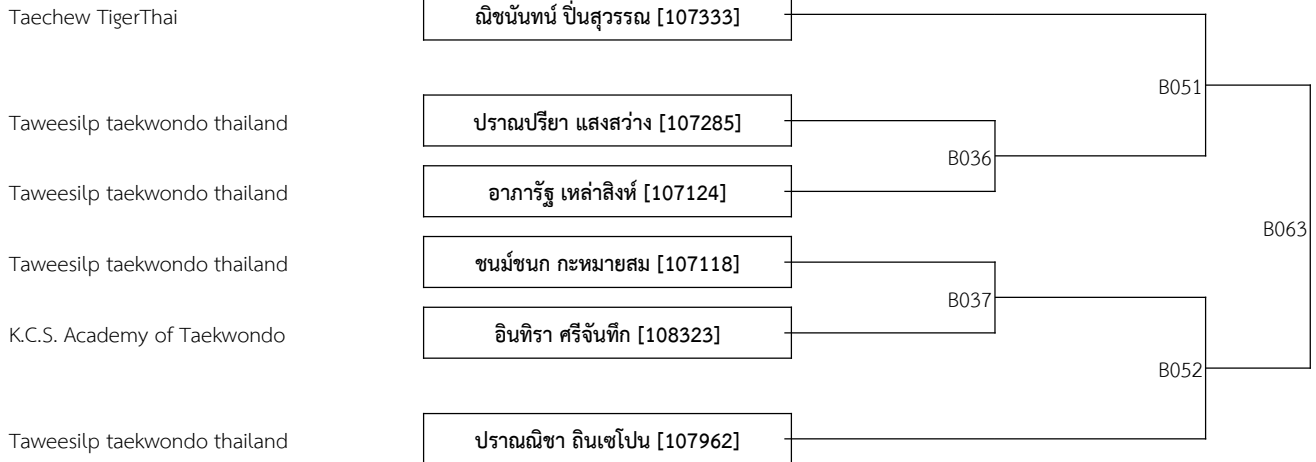 Taechew TigerThai ณิชนันทน์ ปิ่นสุวรรณ [107333]
B051
Taweesilp taekwondo thailand ปราณปรียา แสงสว่าง [107285]
B036
Taweesilp taekwondo thailand อาภารัฐ เหล่าสิงห์ [107124]
B063
Taweesilp taekwondo thailand ชนม์ชนก กะหมายสม [107118]
B037
K.C.S. Academy of Taekwondo อินทิรา ศรีจันทึก [108323]
B052
Taweesilp taekwondo thailand ปราณณิชา ถินเซโปน [107962]